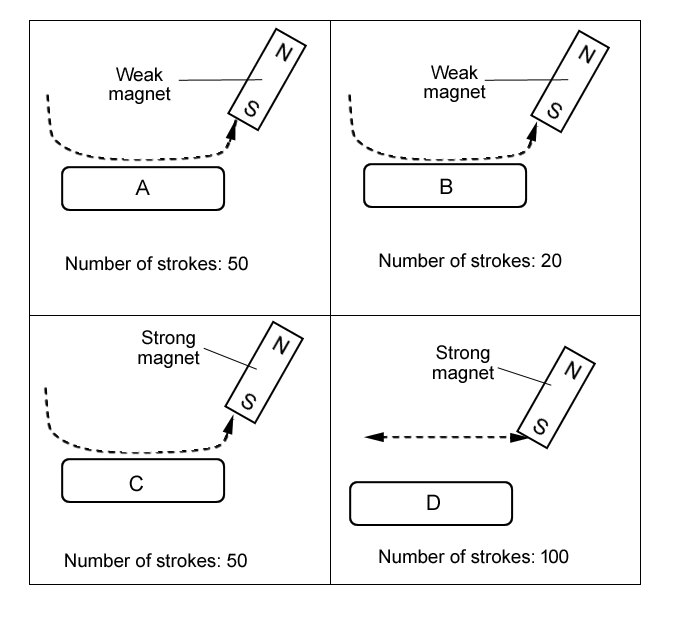 Weak
magnet
N
S
A
Number of strokes: 50
Weak
magnet
N
S
B
Number of strokes: 20
Strong
magnet
N
S
C
Number of strokes: 50
Strong
magnet
N
S
D
Number of strokes: 100